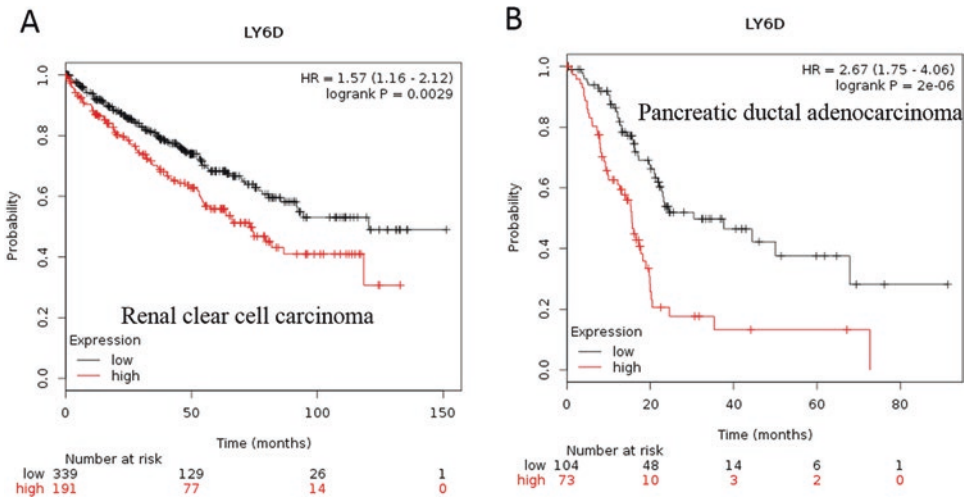 A
LY6D
HR = 1.57 (1.16 - 2.12)
logrank P = 0.0029
Probability
1.0
0.8
0.6
0.4
0.2
0.0
Renal clear cell carcinoma
Expression
low
high
0 50 100 150
Time (months)
Number at risk
low 339 129 26 1
high 191 77 14 0
B
LY6D
HR = 2.67 (1.75 - 4.06)
logrank P = 2e-06
Pancreatic ductal adenocarcinoma
Probability
1.0
0.8
0.6
0.4
0.2
0.0
Expression
low
high
0 20 40 60 80
Time (months)
Number at risk
low 104 48 14 6 1
high 73 10 3 2 0